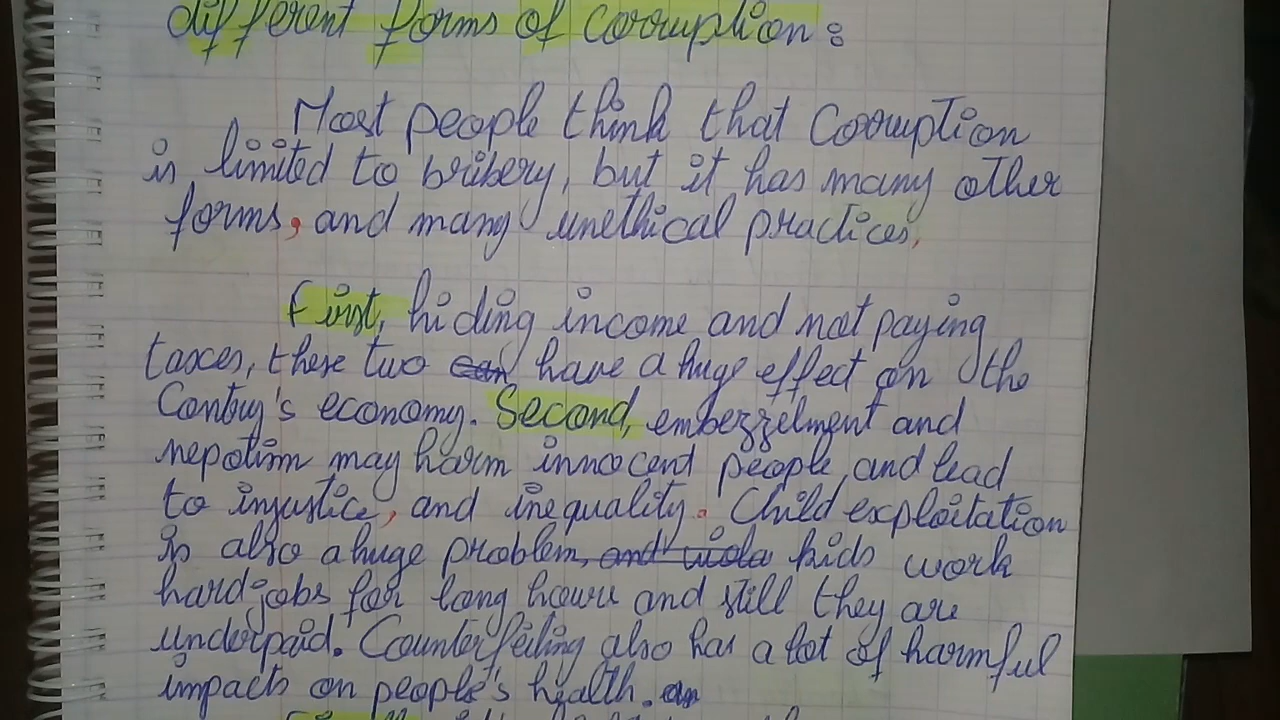 different forms of corruption:
Most people think that Corruption
is limited to bribery, but it has many other
forms, and many unethical practices.
First, hiding income and not paying
taxes, these two can have a huge effect on the
Contry's economy. Second, embezzelment and
nepotism may harm innocent people, and lead
to injustice, and inequality. Child exploitation
is also a huge problem, and kids work
hard jobs for long hours and still they are
underpaid. Counterfeiting also has a lot of harmful
impacts on people's health.